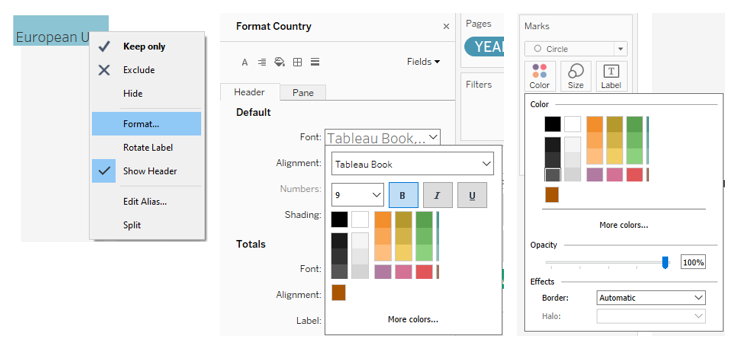 European U
Keep only
Exclude
Hide
Format...
Rotate Label
Show Header
Edit Alias...
Split
Format Country
×
A
Fields
Header
Pane
Default
Font:
Tableau Book...
Alignment:
Numbers:
Shading:
Totals
Font:
Alignment:
Label:
Tableau Book
9
B
I
U
More colors...
Pages
YEA
Filters
Marks
Circle
Color
Size
T
Label
Color
More colors...
Opacity
100%
Effects
Border:
Automatic
Halo: